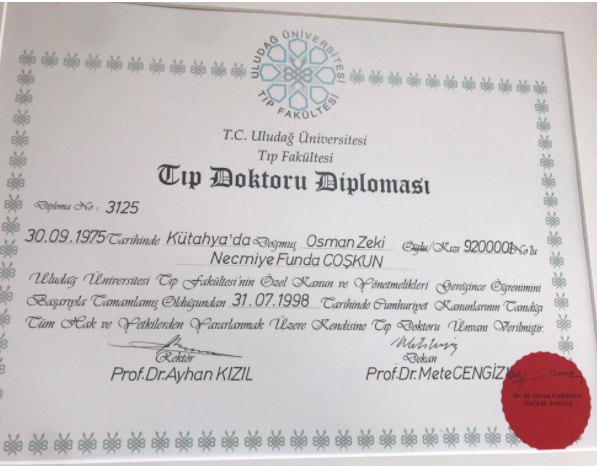 ULUDAĞ ÜNİVERSİTESİ
TIP FAKÜLTESİ
T.C. Uludağ Üniversitesi
Tıp Fakültesi
Tıp Doktoru Diploması
Diploma No : 3125
30.09.1975 Tarihinde Kütahya'da Doğmuş Osman Zeki Oğlu/Kızı 9200001 No'lu
Necmiye Funda COŞKUN
Uludağ Üniversitesi Tıp Fakültesi'nin Özel Kanun ve Yönetmelikleri Gereğince Öğrenimini
Başarıyla Tamamlamış Olduğundan 31.07.1998 Tarihinde Cumhuriyet Kanunlarının Tanıdığı
Tüm Hak ve Yetkilerden Yararlanmak Üzere Kendisine Tıp Doktoru Ünvanı Verilmiştir.
Rektör
Prof.Dr.Ayhan KIZIL
Dekan
Prof.Dr.Mete CENGİZ
SAĞLIK BAKANI